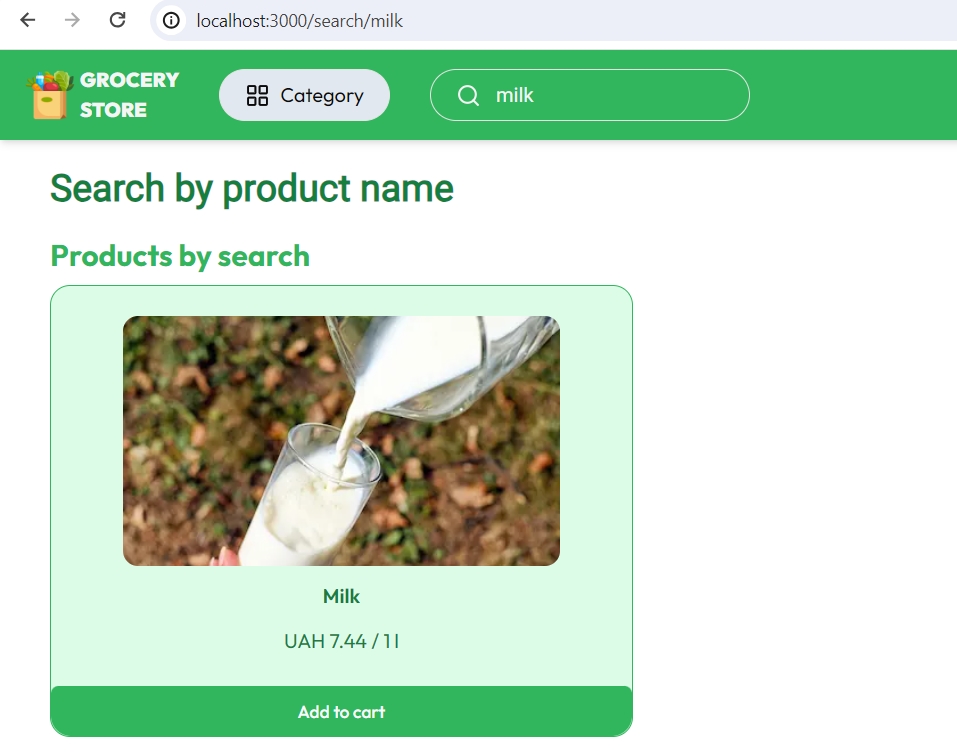 localhost:3000/search/milk
GROCERY
STORE
Category
milk
Search by product name
Products by search
Milk
UAH 7.44 / 1 l
Add to cart